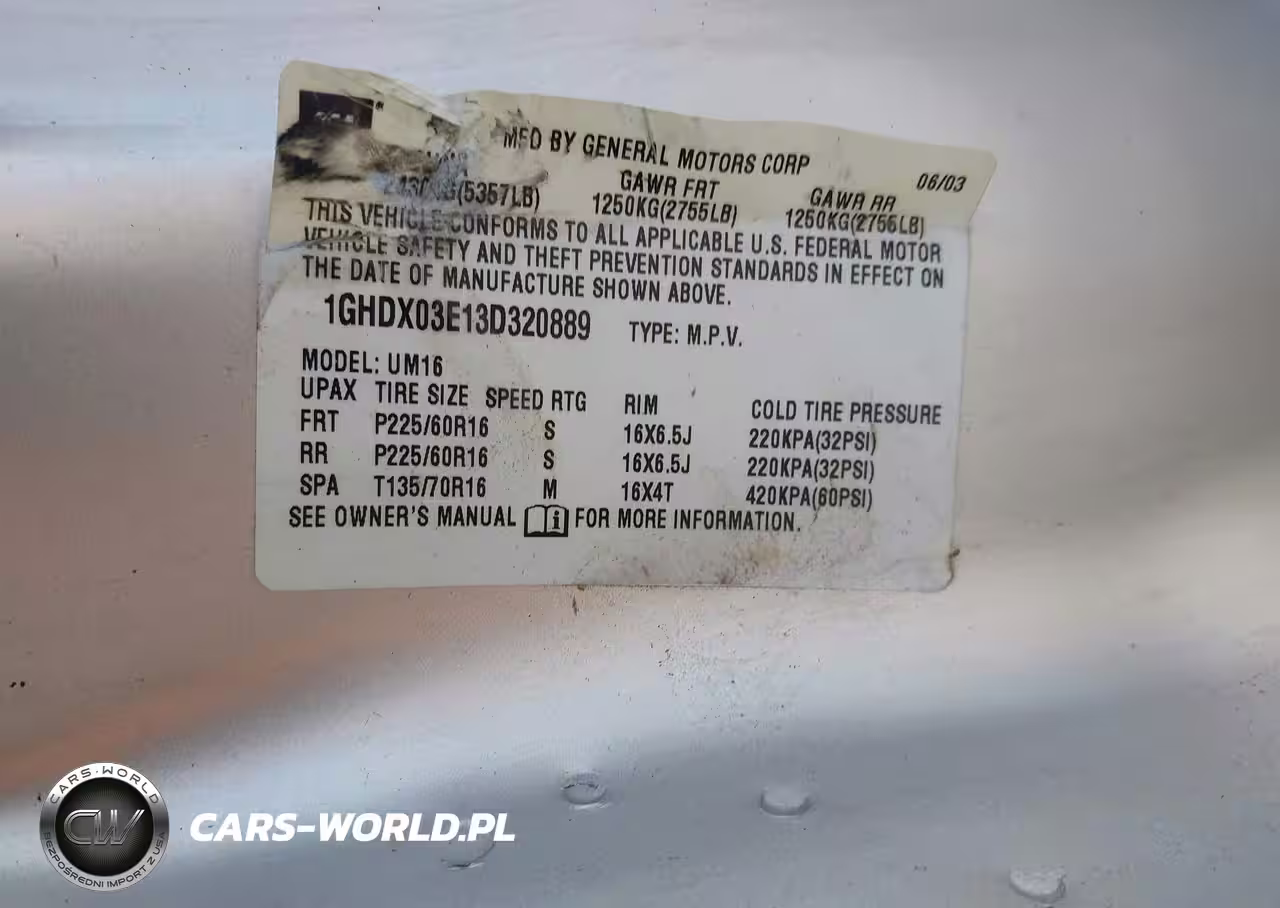 MFD BY GENERAL MOTORS CORP
06/03
GAWR FRT GAWR RR
(5357LB) 1250KG(2755LB) 1250KG(2755LB)
THIS VEHICLE CONFORMS TO ALL APPLICABLE U.S. FEDERAL MOTOR
VEHICLE SAFETY AND THEFT PREVENTION STANDARDS IN EFFECT ON
THE DATE OF MANUFACTURE SHOWN ABOVE.
1GHDX03E13D320889 TYPE: M.P.V.
MODEL: UM16
UPAX TIRE SIZE SPEED RTG RIM COLD TIRE PRESSURE
FRT P225/60R16 S 16X6.5J 220KPA(32PSI)
RR P225/60R16 S 16X6.5J 220KPA(32PSI)
SPA T135/70R16 M 16X4T 420KPA(60PSI)
SEE OWNER'S MANUAL i FOR MORE INFORMATION.
CARS-WORLD
CW
BEZPOŚREDNI IMPORT Z USA
CARS-WORLD.PL